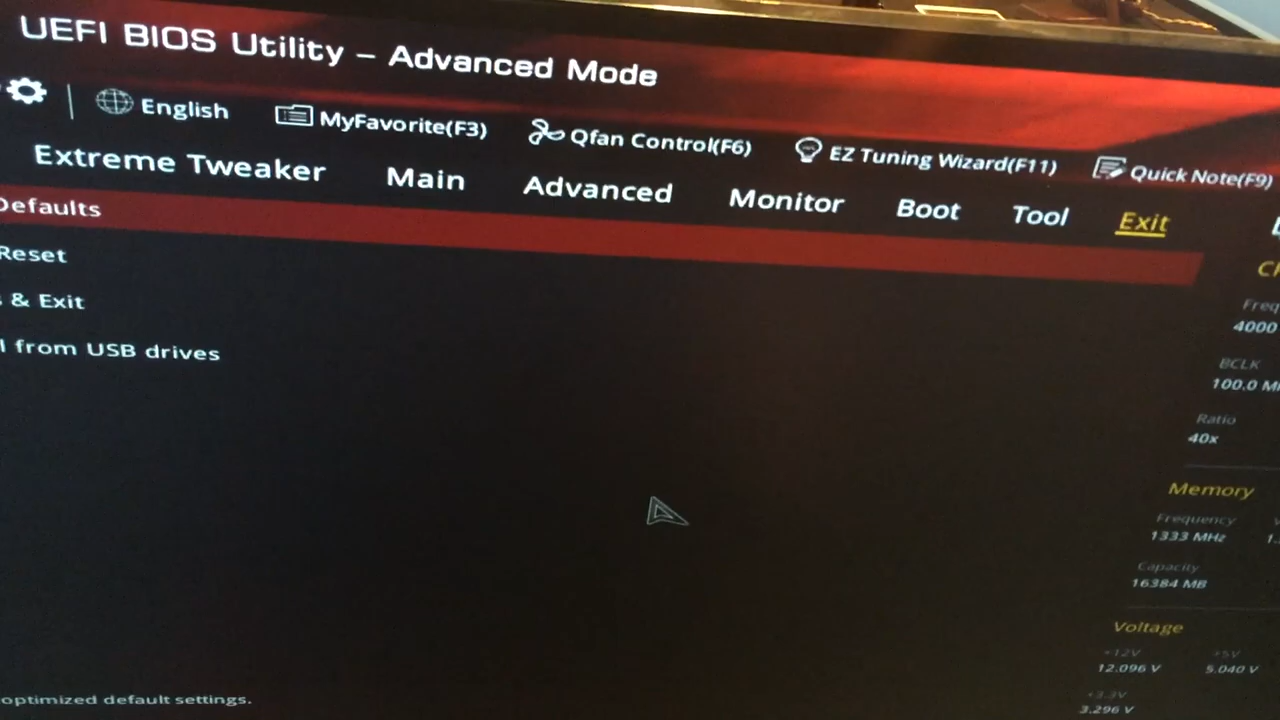 UEFI BIOS Utility – Advanced Mode
English MyFavorite(F3) Qfan Control(F6) EZ Tuning Wizard(F11) Quick Note(F9)
Extreme Tweaker Main Advanced Monitor Boot Tool Exit
Defaults
Reset
& Exit
from USB drives
optimized default settings.
4000
BCLK
100.0
Ratio
40x
Memory
Frequency
1333 MHz
Capacity
16384 MB
Voltage
+12V +5V
12.096 V 5.040 V
+3.3V
3.296 V